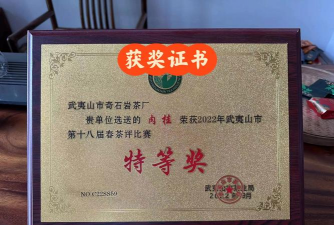 获奖证书
武夷山市奇石岩茶厂
贵单位选送的 肉桂 荣获2022年武夷山市
第十八届春茶评比赛
特等奖
NO.C228859